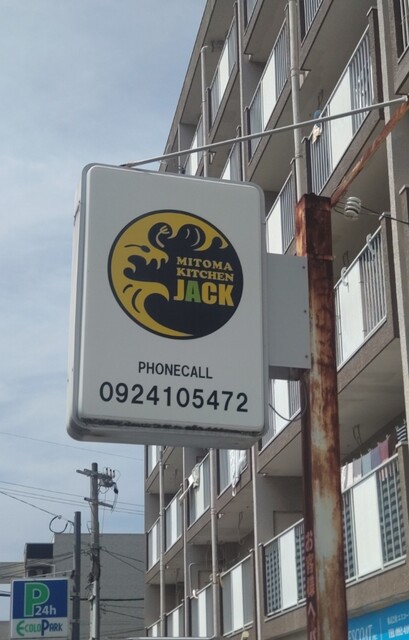 MITOMA
KITCHEN
JACK
PHONECALL
0924105472
P
24h
ECOLOPARK